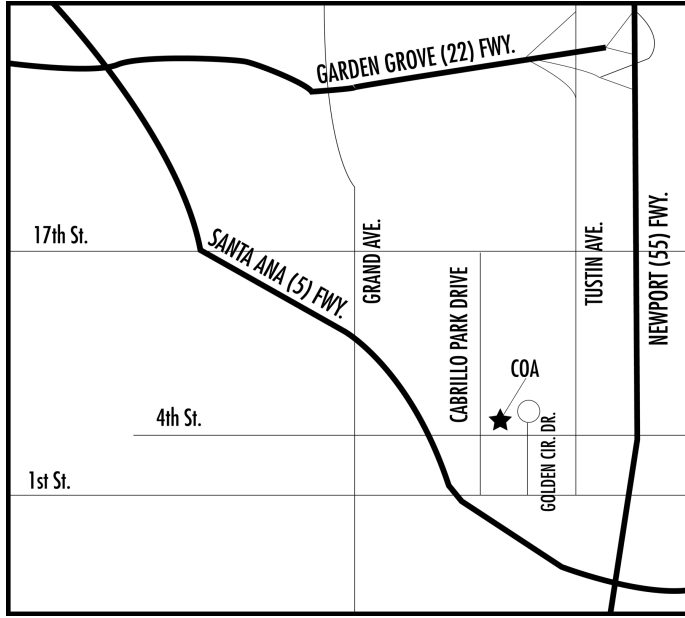 GARDEN GROVE (22) FWY.
17th St.
SANTA ANA (5) FWY.
GRAND AVE.
CABRILLO PARK DRIVE
TUSTIN AVE.
NEWPORT (55) FWY.
COA
4th St.
GOLDEN CIR. DR.
1st St.